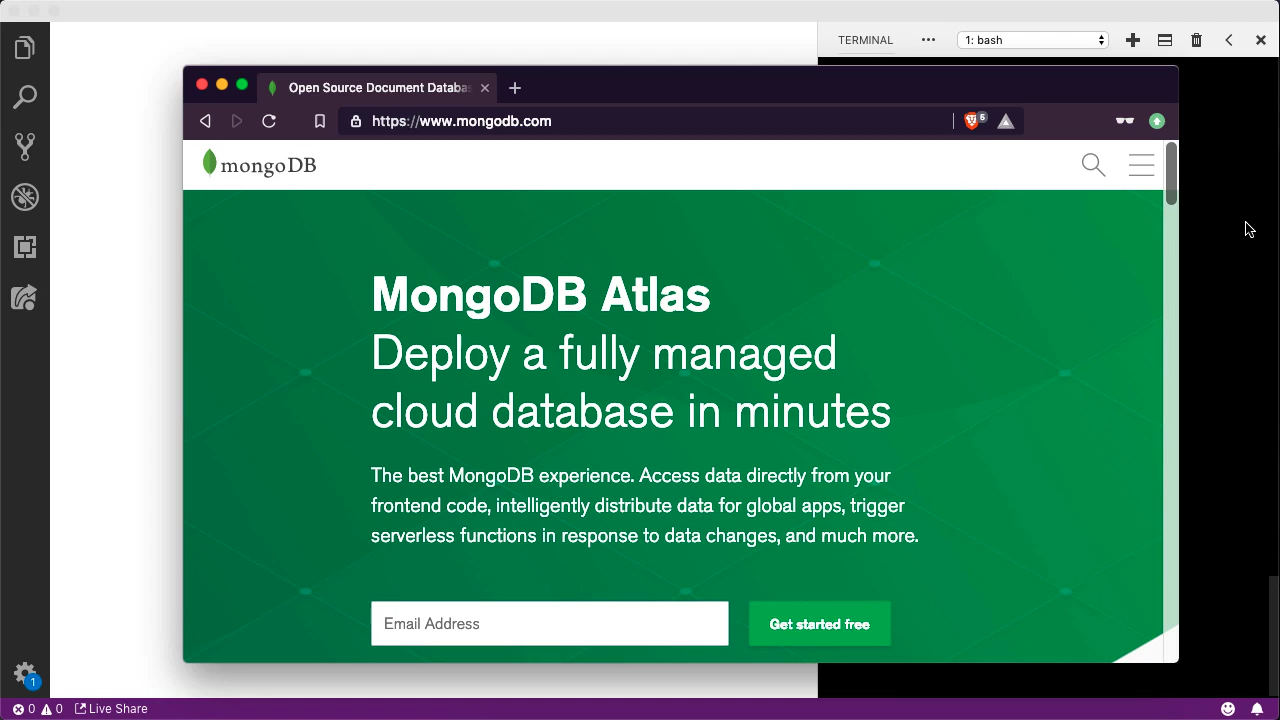 TERMINAL
1: bash
Open Source Document Databa
https://www.mongodb.com
6
mongoDB
MongoDB Atlas
Deploy a fully managed
cloud database in minutes
The best MongoDB experience. Access data directly from your
frontend code, intelligently distribute data for global apps, trigger
serverless functions in response to data changes, and much more.
Email Address
Get started free
1
0 0 Live Share